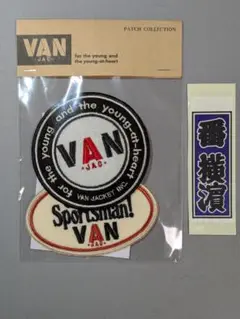 VAN
・JAC・
for the young and
the young-at-heart
PATCH COLLECTION
for the young and the young-at-heart
VAN
・JAC・
VAN JACKET INC.
Sportsman!
VAN
・JAC・
番
横濱